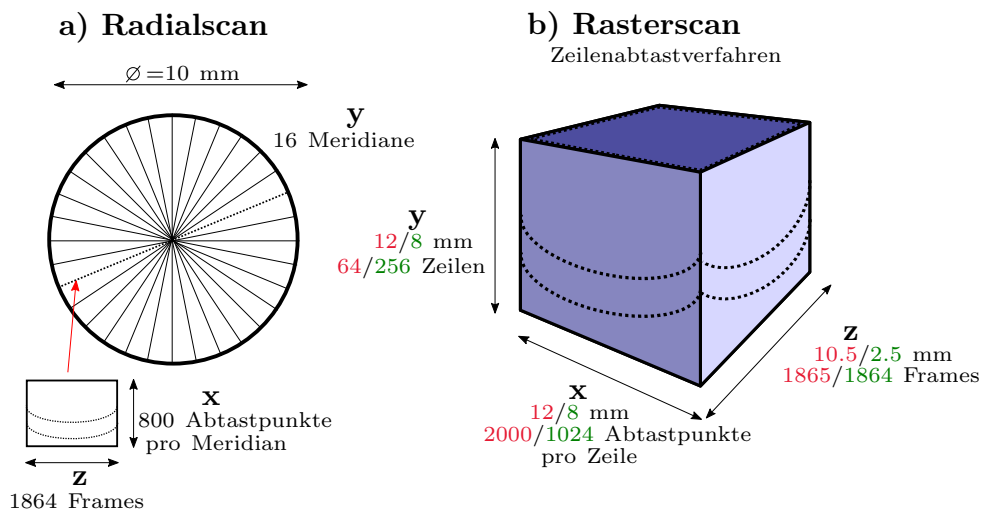 a) Radialscan
∅=10 mm
y
16 Meridiane
x
800 Abtastpunkte
pro Meridian
z
1864 Frames
b) Rasterscan
Zeilenabtastverfahren
y
12/8 mm
64/256 Zeilen
z
10.5/2.5 mm
1865/1864 Frames
x
12/8 mm
2000/1024 Abtastpunkte
pro Zeile